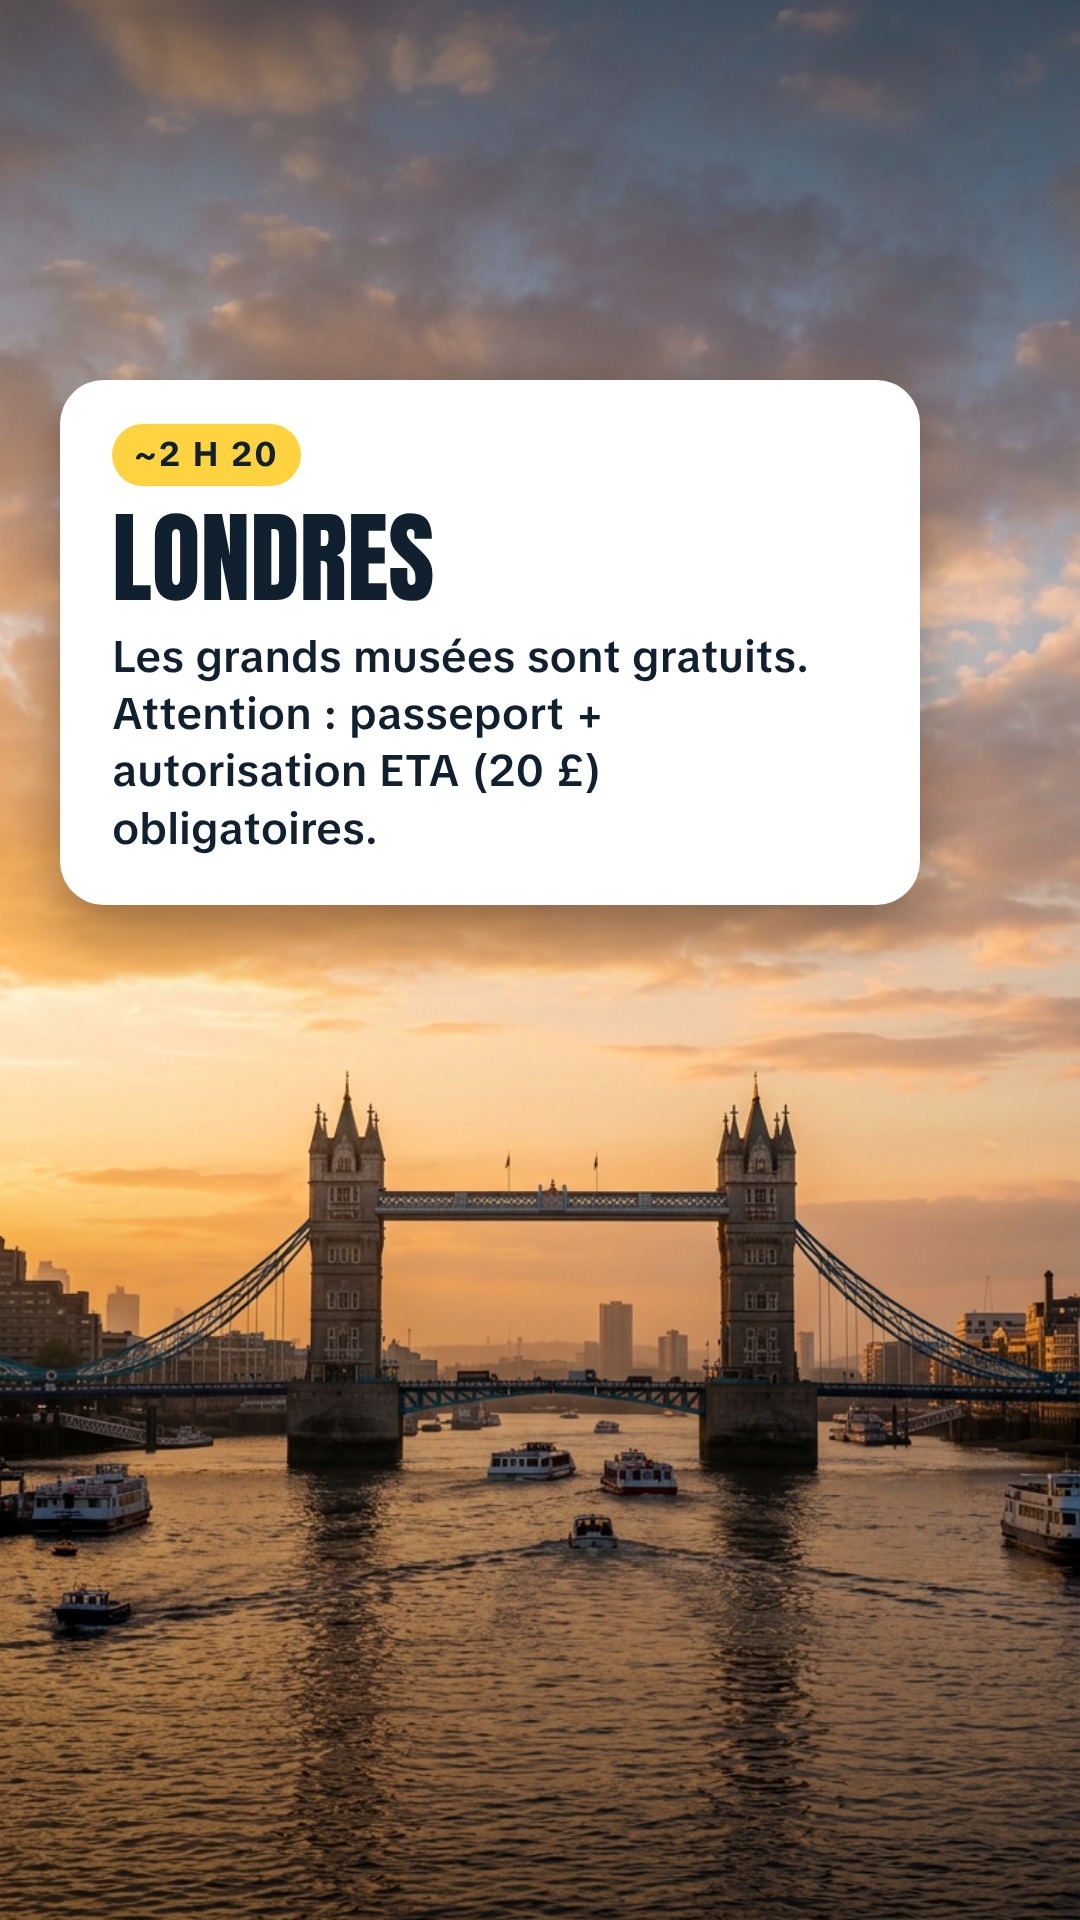 ~2 H 20
LONDRES
Les grands musées sont gratuits.
Attention : passeport +
autorisation ETA (20 £)
obligatoires.